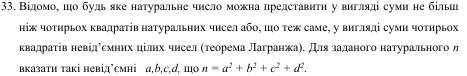 33. Відомо, що будь яке натуральне число можна представити у вигляді суми не більш
ніж чотирьох квадратів натуральних чисел або, що теж саме, у вигляді суми чотирьох
квадратів невід’ємних цілих чисел (теорема Лагранжа). Для заданого натурального n
вказати такі невід’ємні a,b,c,d, що n = a² + b² + c² + d².